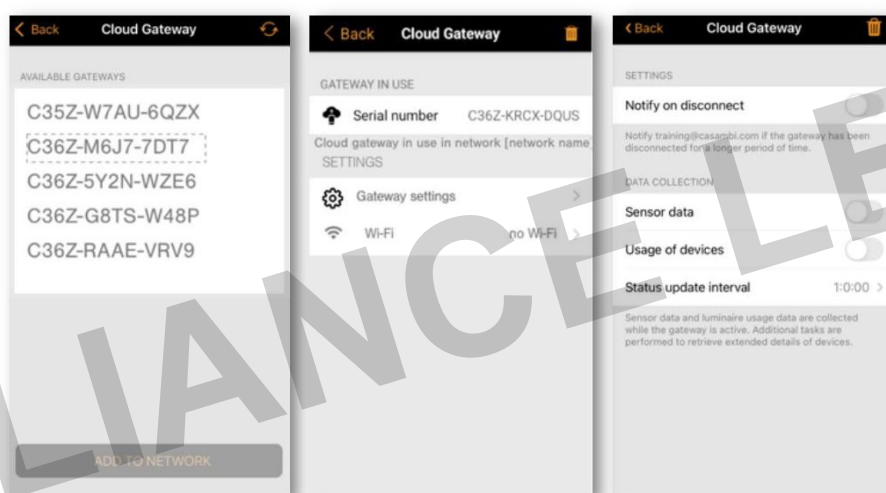 Back
Cloud Gateway
AVAILABLE GATEWAYS
C35Z-W7AU-6QZX
C36Z-M6J7-7DT7
C36Z-5Y2N-WZE6
C36Z-G8TS-W48P
C36Z-RAAE-VRV9
ADD TO NETWORK
Back
Cloud Gateway
GATEWAY IN USE
Serial number C36Z-KRCX-DQUS
Cloud gateway in use in network [network name
SETTINGS
Gateway settings
Wi-Fi no Wi-Fi
Back
Cloud Gateway
SETTINGS
Notify on disconnect
Notify training@casambi.com if the gateway has been
disconnected for a longer period of time.
DATA COLLECTION
Sensor data
Usage of devices
Status update interval 1:0:00
Sensor data and luminaire usage data are collected
while the gateway is active. Additional tasks are
performed to retrieve extended details of devices.
LIANCE LE